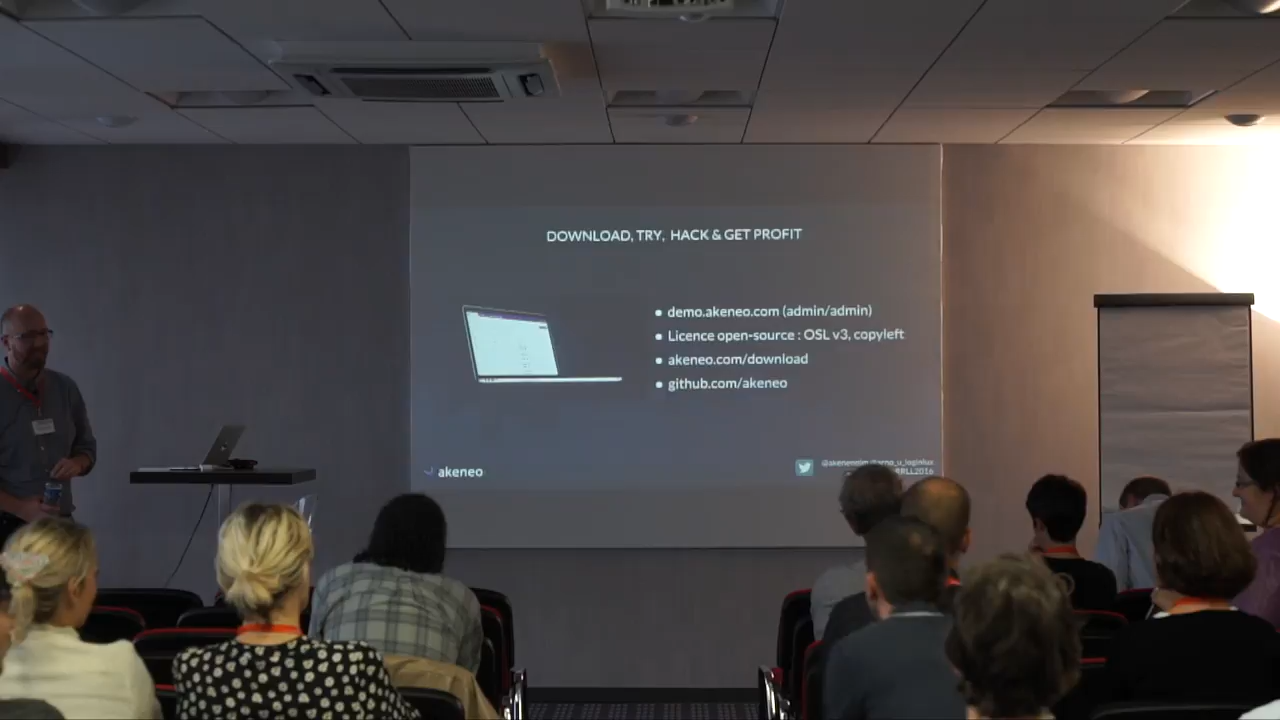 DOWNLOAD, TRY, HACK & GET PROFIT
demo.akeneo.com (admin/admin)
Licence open-source : OSL v3, copyleft
akeneo.com/download
github.com/akeneo
akeneo